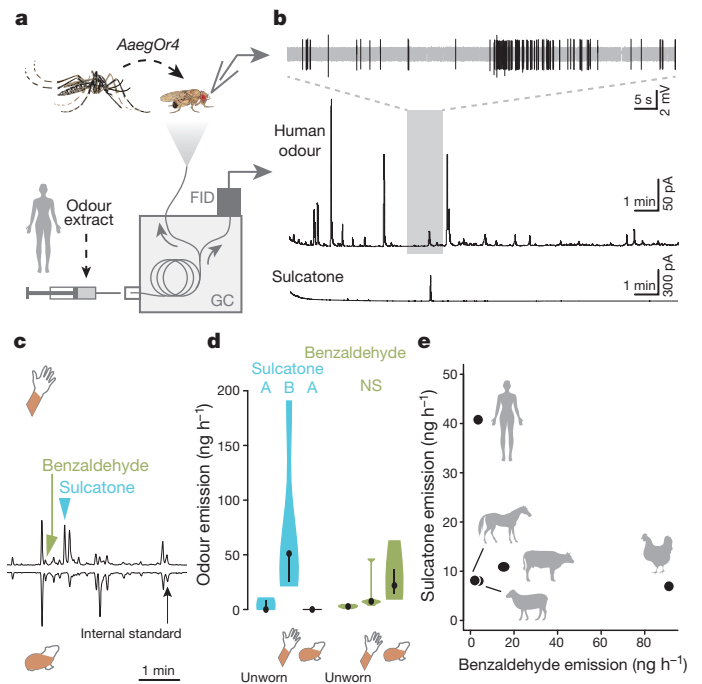 a
AaegOr4
Odour
extract
FID
GC
b
5 s
2 mV
Human
odour
1 min
50 pA
Sulcatone
1 min
300 pA
c
Benzaldehyde
Sulcatone
Internal standard
1 min
d
Benzaldehyde
Sulcatone
A B A
NS
Odour emission (ng h⁻¹)
200
150
100
50
0
Unworn
Unworn
e
Sulcatone emission (ng h⁻¹)
50
40
30
20
10
0
0 20 40 60 80
Benzaldehyde emission (ng h⁻¹)